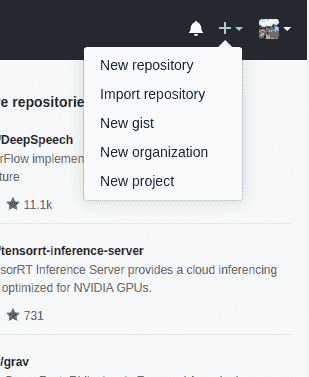 New repository
Import repository
New gist
New organization
New project
e repositorie
/DeepSpeech
rFlow implemen
ture
11.1k
/tensorrt-inference-server
sorRT Inference Server provides a cloud inferencing
optimized for NVIDIA GPUs.
731
/grav